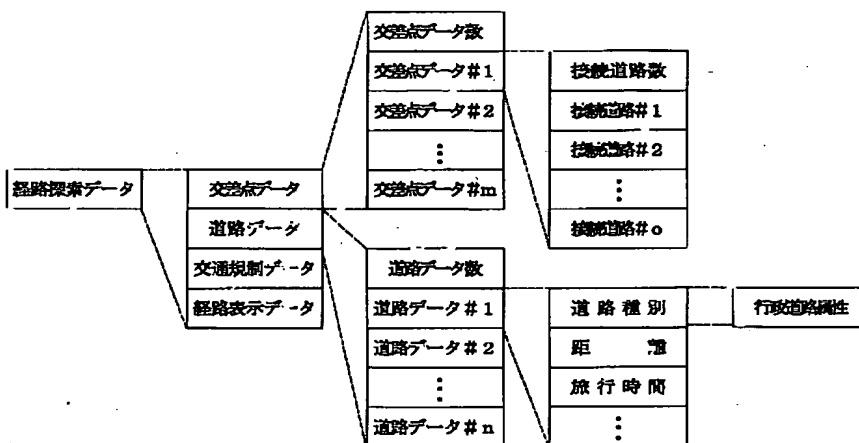 経路探索データ
交差点データ
道路データ
交通規制データ
経路表示データ
交差点データ数
交差点データ#1
交差点データ#2
⋮
交差点データ#m
接続道路数
接続道路#1
接続道路#2
⋮
接続道路#o
道路データ数
道路データ#1
道路データ#2
⋮
道路データ#n
道路種別
距離
旅行時間
⋮
行政道路属性